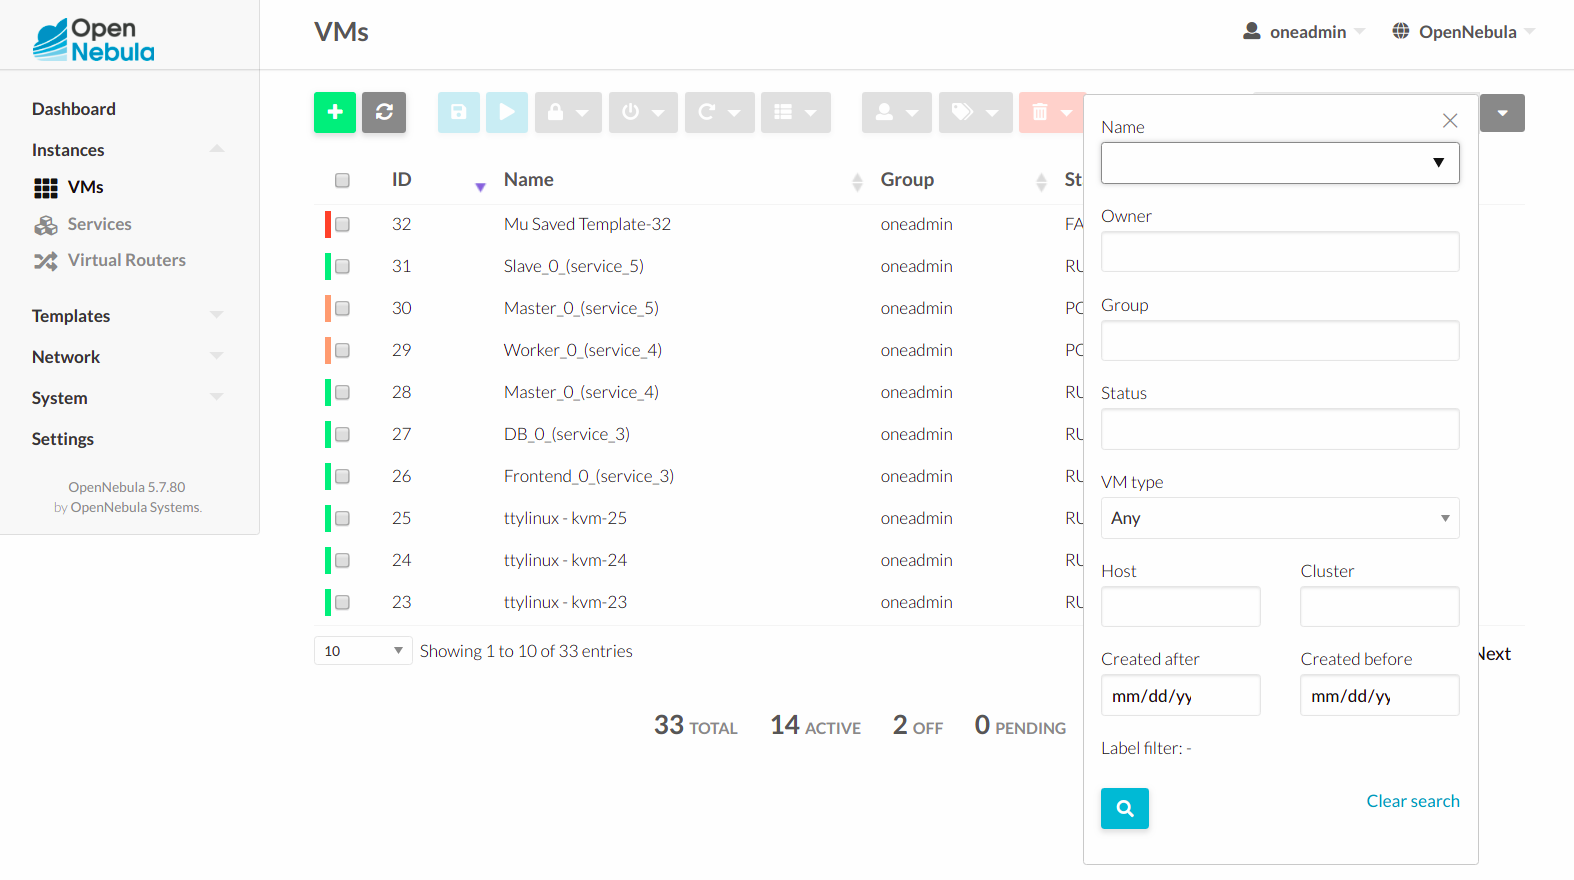 Open
Nebula
VMs
oneadmin
OpenNebula
Dashboard
Instances
VMs
Services
Virtual Routers
Templates
Network
System
Settings
OpenNebula 5.7.80
by OpenNebula Systems.
ID Name Group St
32 Mu Saved Template-32 oneadmin FA
31 Slave_0_(service_5) oneadmin RU
30 Master_0_(service_5) oneadmin PO
29 Worker_0_(service_4) oneadmin PO
28 Master_0_(service_4) oneadmin RU
27 DB_0_(service_3) oneadmin RU
26 Frontend_0_(service_3) oneadmin RU
25 ttylinux - kvm-25 oneadmin RU
24 ttylinux - kvm-24 oneadmin RU
23 ttylinux - kvm-23 oneadmin RU
10 Showing 1 to 10 of 33 entries
Next
33 TOTAL 14 ACTIVE 2 OFF 0 PENDING
Name
Owner
Group
Status
VM type
Any
Host Cluster
Created after Created before
mm/dd/yy mm/dd/yy
Label filter: -
Clear search